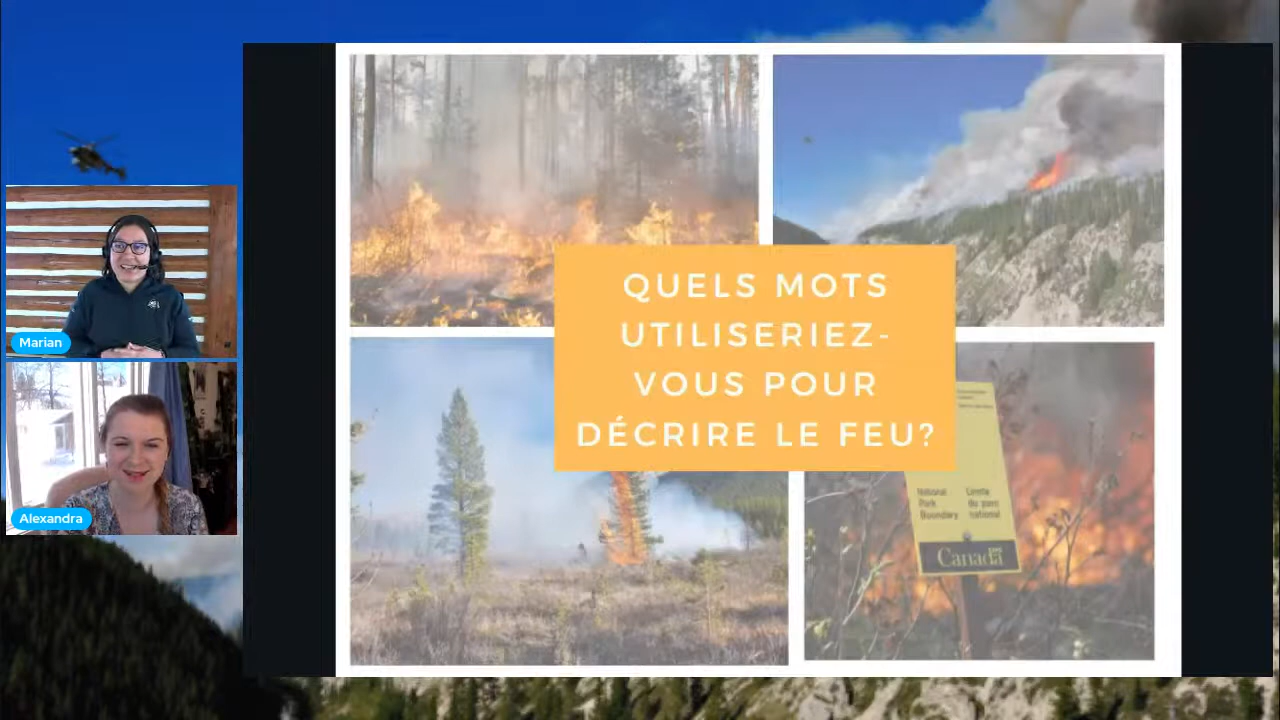 QUELS MOTS
UTILISERIEZ-
VOUS POUR
DÉCRIRE LE FEU?
Marian
Alexandra
National
Park
Boundary
Limite
du parc
national
Canada